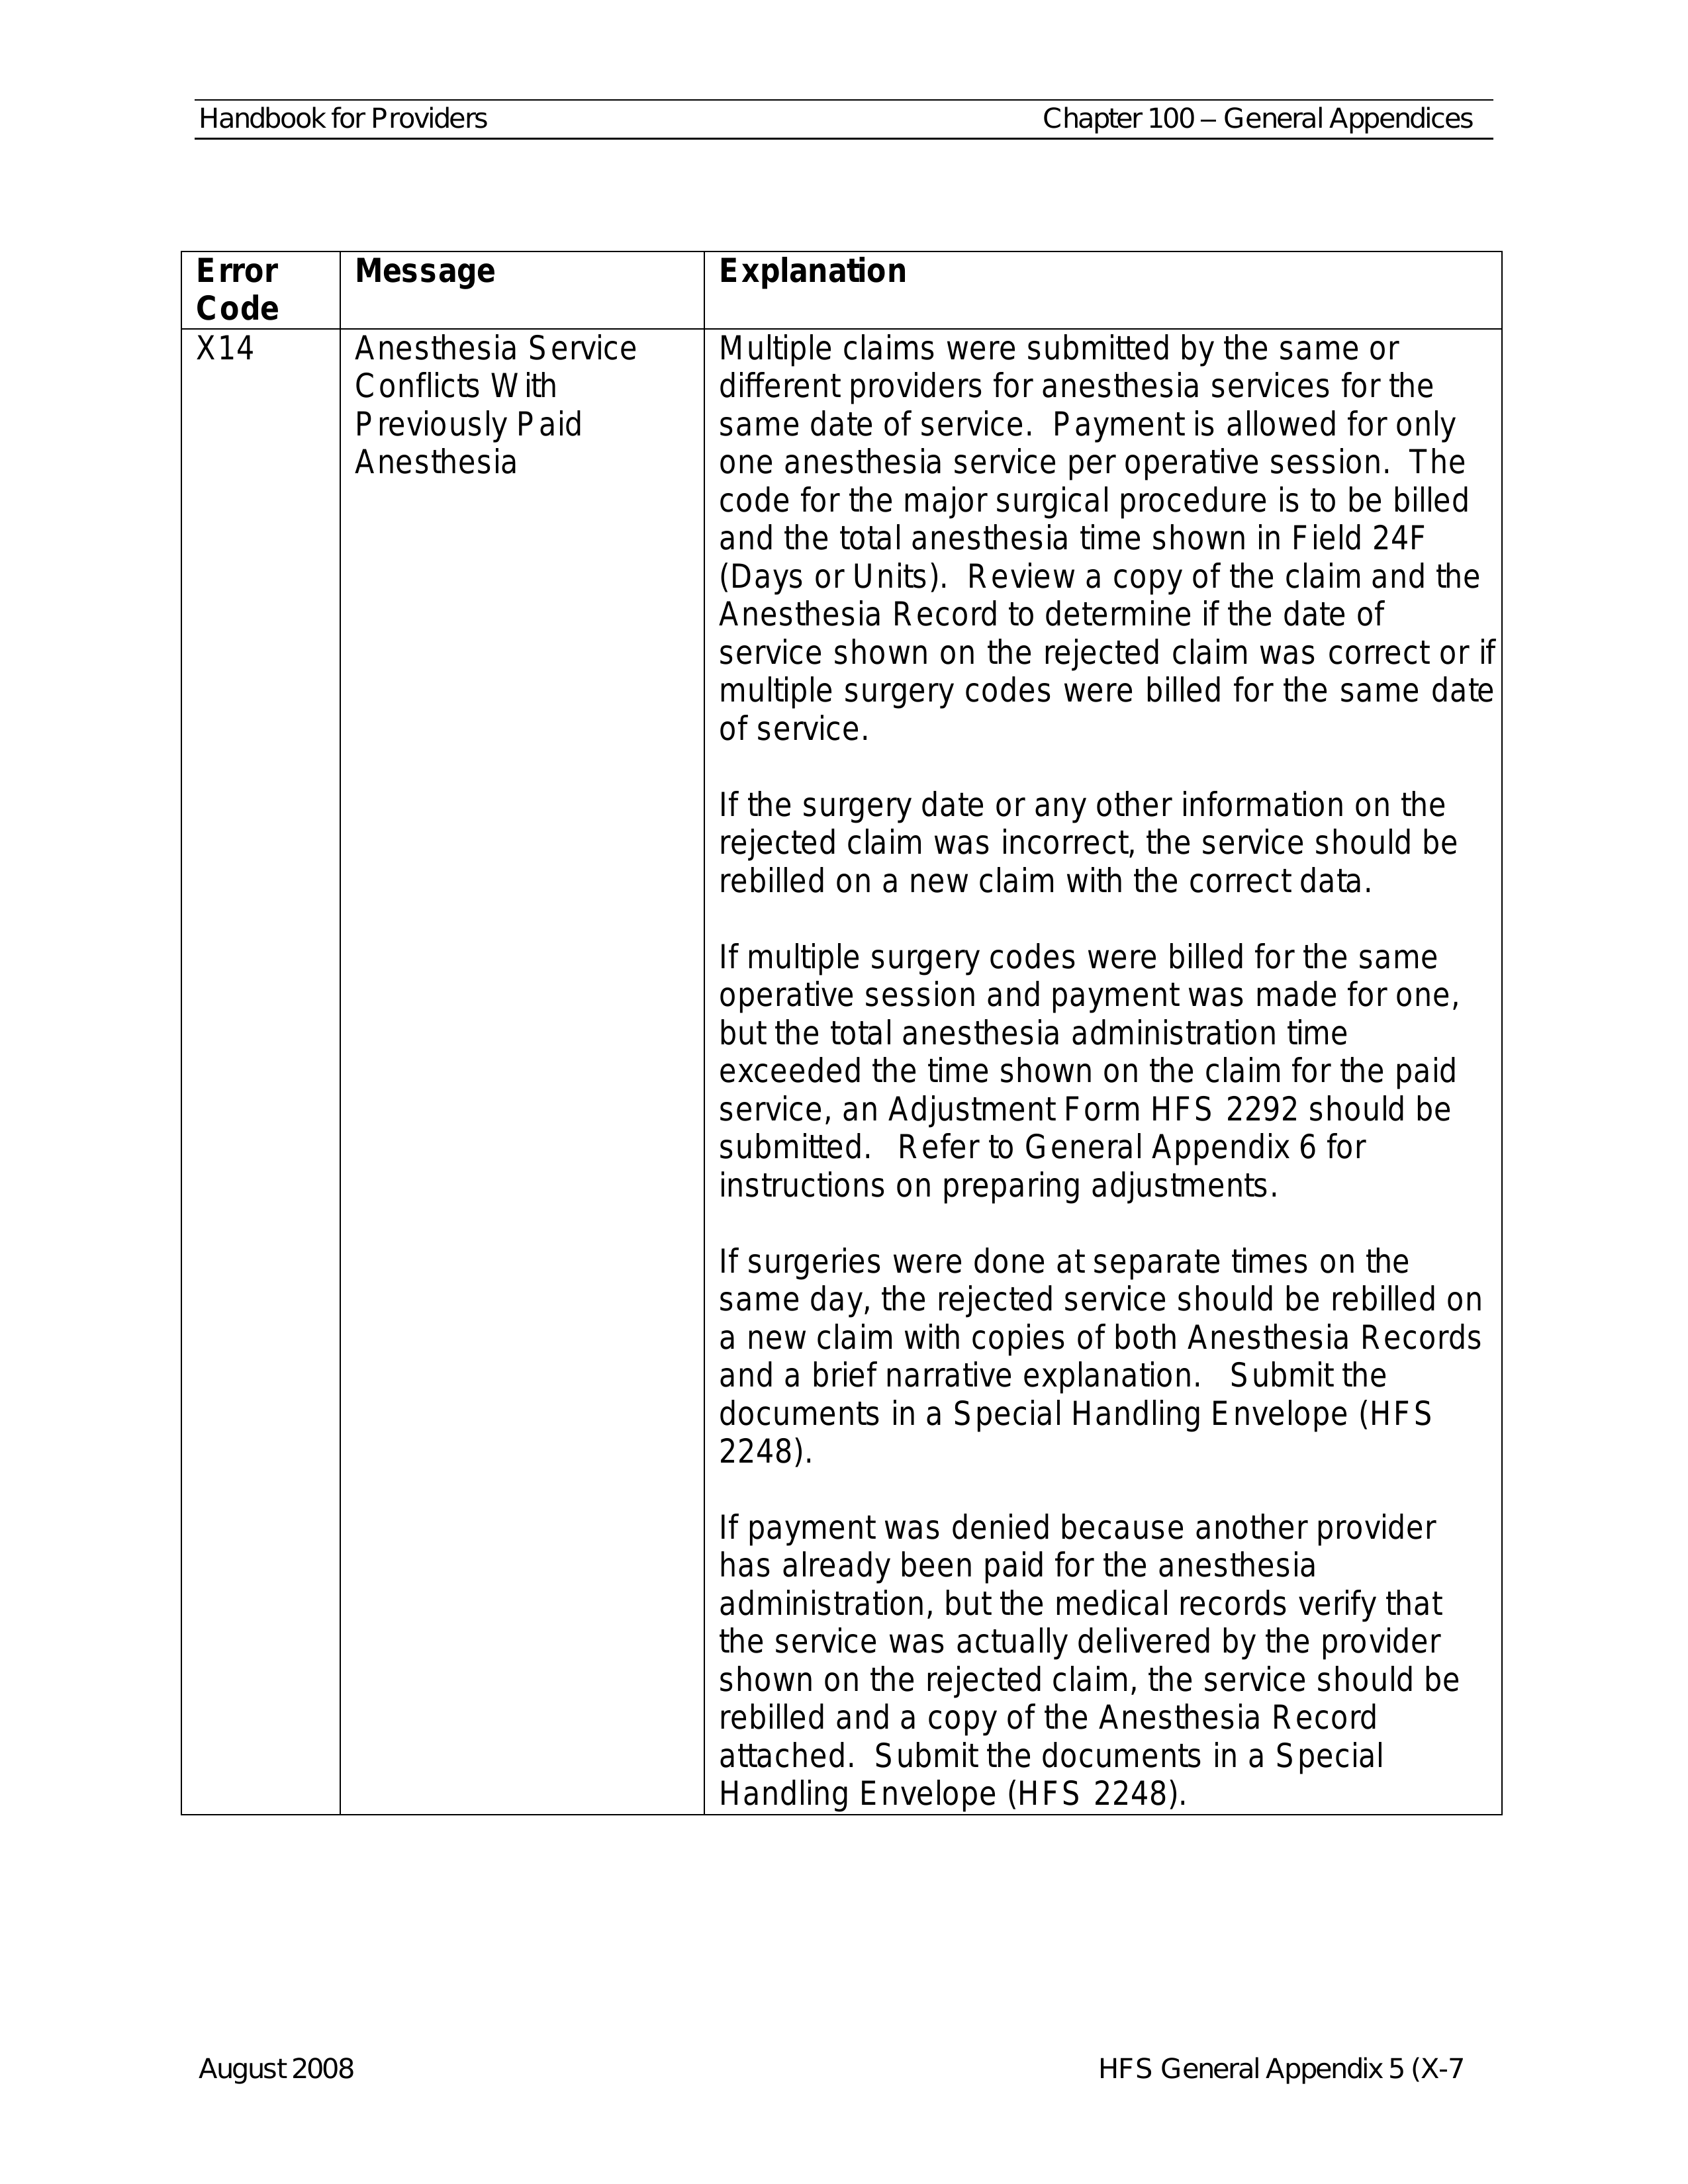 Handbook for Providers Chapter 100 – General Appendices
Error
Code
Message
Explanation
X14
Anesthesia Service
Conflicts With
Previously Paid
Anesthesia
Multiple claims were submitted by the same or
different providers for anesthesia services for the
same date of service.  Payment is allowed for only
one anesthesia service per operative session.  The
code for the major surgical procedure is to be billed
and the total anesthesia time shown in Field 24F
(Days or Units).  Review a copy of the claim and the
Anesthesia Record to determine if the date of
service shown on the rejected claim was correct or if
multiple surgery codes were billed for the same date
of service.
If the surgery date or any other information on the
rejected claim was incorrect, the service should be
rebilled on a new claim with the correct data.
If multiple surgery codes were billed for the same
operative session and payment was made for one,
but the total anesthesia administration time
exceeded the time shown on the claim for the paid
service, an Adjustment Form HFS 2292 should be
submitted.   Refer to General Appendix 6 for
instructions on preparing adjustments.
If surgeries were done at separate times on the
same day, the rejected service should be rebilled on
a new claim with copies of both Anesthesia Records
and a brief narrative explanation.   Submit the
documents in a Special Handling Envelope (HFS
2248).
If payment was denied because another provider
has already been paid for the anesthesia
administration, but the medical records verify that
the service was actually delivered by the provider
shown on the rejected claim, the service should be
rebilled and a copy of the Anesthesia Record
attached.  Submit the documents in a Special
Handling Envelope (HFS 2248).
August 2008 HFS General Appendix 5 (X-7